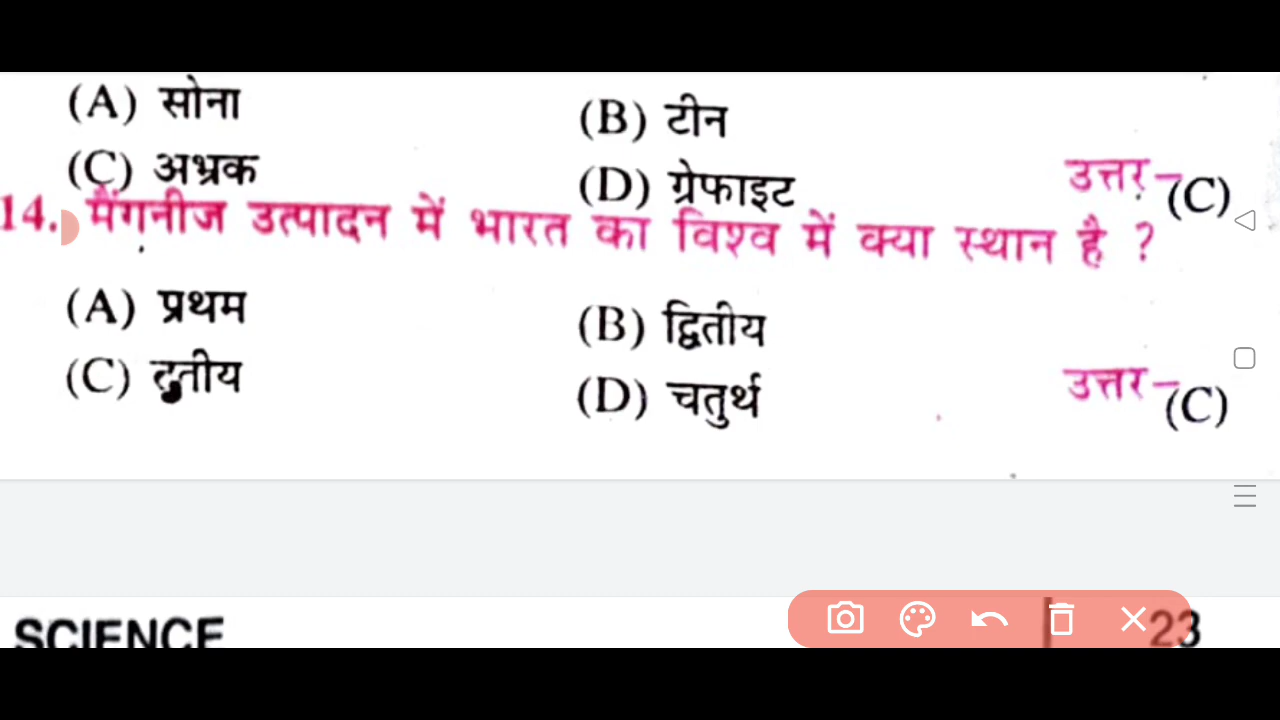 (A) सोना (B) टीन
(C) अभ्रक (D) ग्रेफाइट उत्तर–(C)
14. मैंगनीज उत्पादन में भारत का विश्व में क्या स्थान है ?
(A) प्रथम (B) द्वितीय
(C) तृतीय (D) चतुर्थ उत्तर–(C)
SCIENCE 23